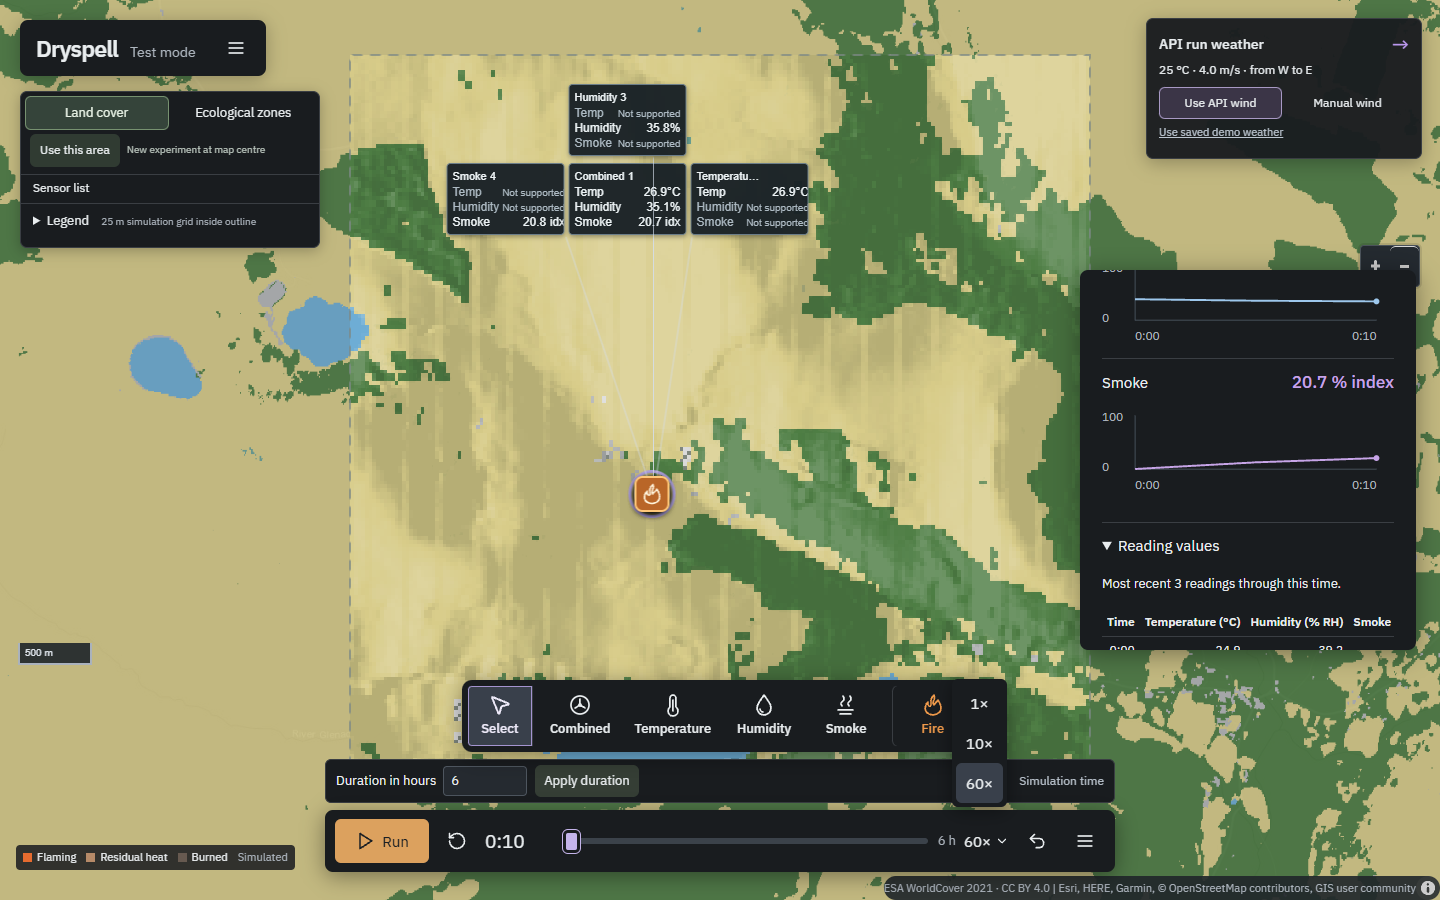 Dryspell Test mode
Land cover
Ecological zones
Use this area
New experiment at map centre
Sensor list
Legend
25 m simulation grid inside outline
Humidity 3
Temp Not supported
Humidity 35.8%
Smoke Not supported
Smoke 4
Temp Not supported
Humidity Not supported
Smoke 20.8 idx
Combined 1
Temp 26.9°C
Humidity 35.1%
Smoke 20.7 idx
Temperatu...
Temp 26.9°C
Humidity Not supported
Smoke Not supported
API run weather
25 °C · 4.0 m/s · from W to E
Use API wind
Manual wind
Use saved demo weather
100
0
0:00 0:10
Smoke 20.7 % index
100
0
0:00 0:10
Reading values
Most recent 3 readings through this time.
Time Temperature (°C) Humidity (% RH) Smoke
0:00 24.9 39.2
500 m
Select
Combined
Temperature
Humidity
Smoke
Fire
1×
10×
60×
Duration in hours 6 Apply duration
Simulation time
Run 0:10 6 h 60×
Flaming Residual heat Burned Simulated
ESA WorldCover 2021 · CC BY 4.0 | Esri, HERE, Garmin, © OpenStreetMap contributors, GIS user community